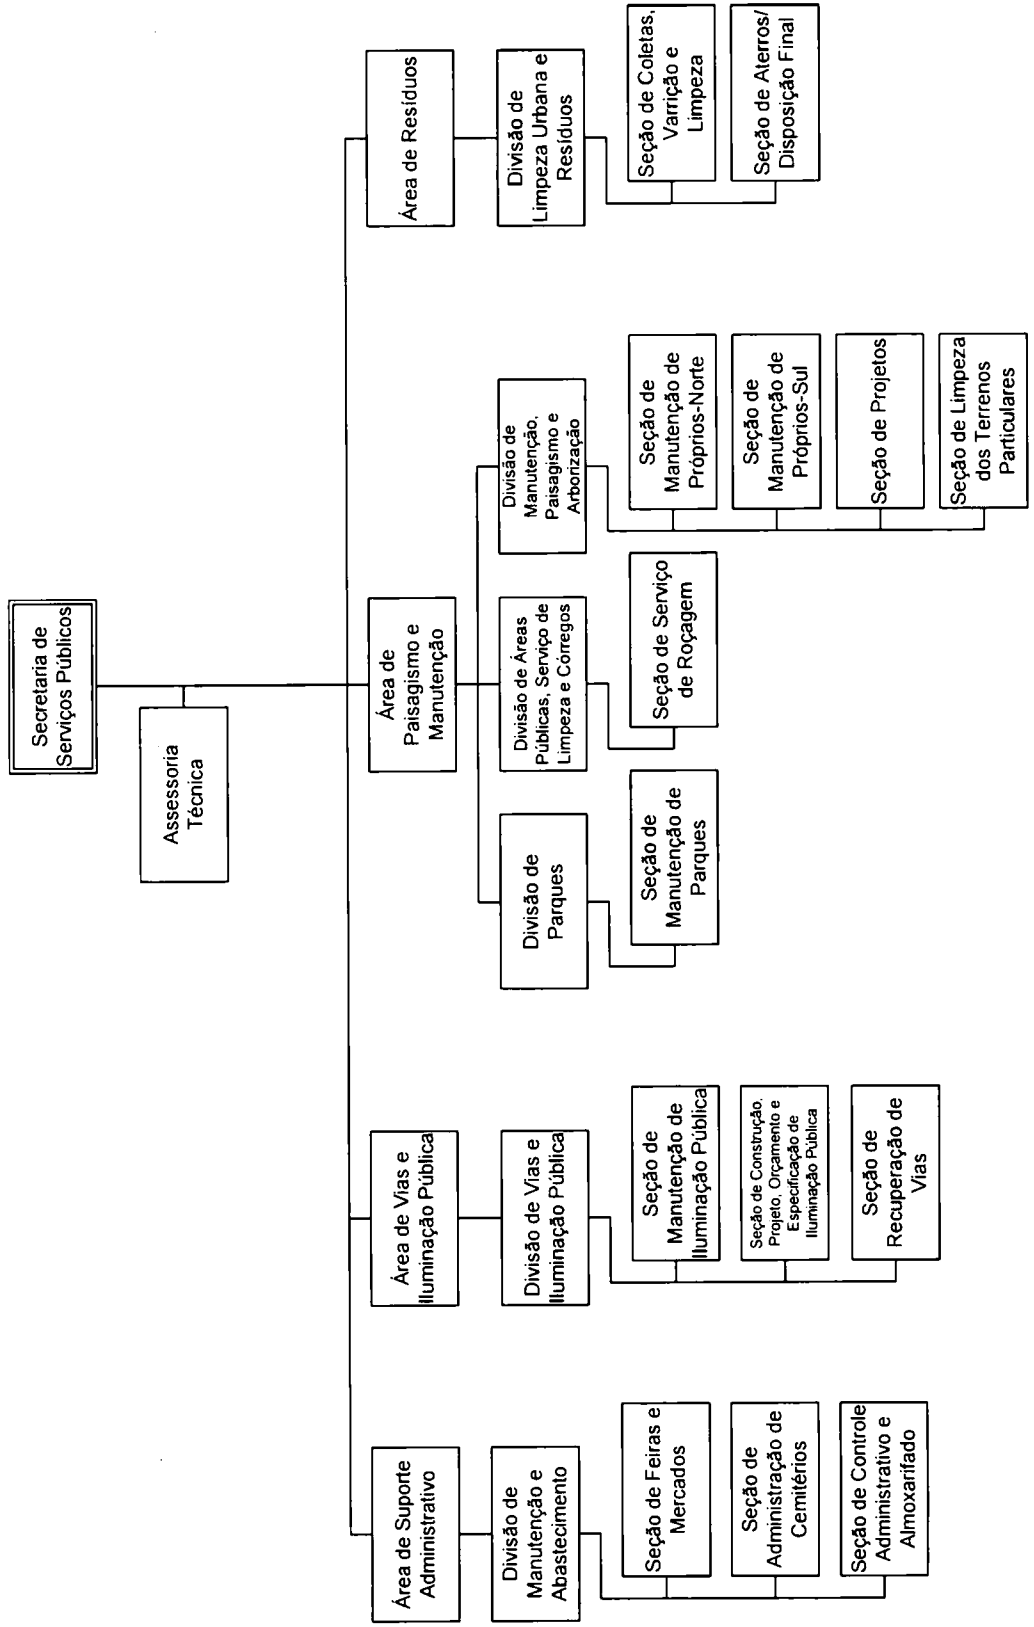 Secretaria de
Serviços Públicos
Assessoria
Técnica
Área de Suporte
Administrativo
Divisão de
Manutenção e
Abastecimento
Seção de Feiras e
Mercados
Seção de
Administração de
Cemitérios
Seção de Controle
Administrativo e
Almoxarifado
Área de Vias e
Iluminação Pública
Divisão de Vias e
Iluminação Pública
Seção de
Manutenção de
Iluminação Pública
Seção de Construção,
Projeto, Orçamento e
Especificação de
Iluminação Pública
Seção de
Recuperação de
Vias
Área de
Paisagismo e
Manutenção
Divisão de
Parques
Seção de
Manutenção de
Parques
Divisão de Áreas
Públicas, Serviço de
Limpeza e Córregos
Seção de Serviço
de Roçagem
Divisão de
Manutenção,
Paisagismo e
Arborização
Seção de
Manutenção de
Próprios-Norte
Seção de
Manutenção de
Próprios-Sul
Seção de Projetos
Seção de Limpeza
dos Terrenos
Particulares
Área de Resíduos
Divisão de
Limpeza Urbana e
Resíduos
Seção de Coletas,
Varrição e
Limpeza
Seção de Aterros/
Disposição Final